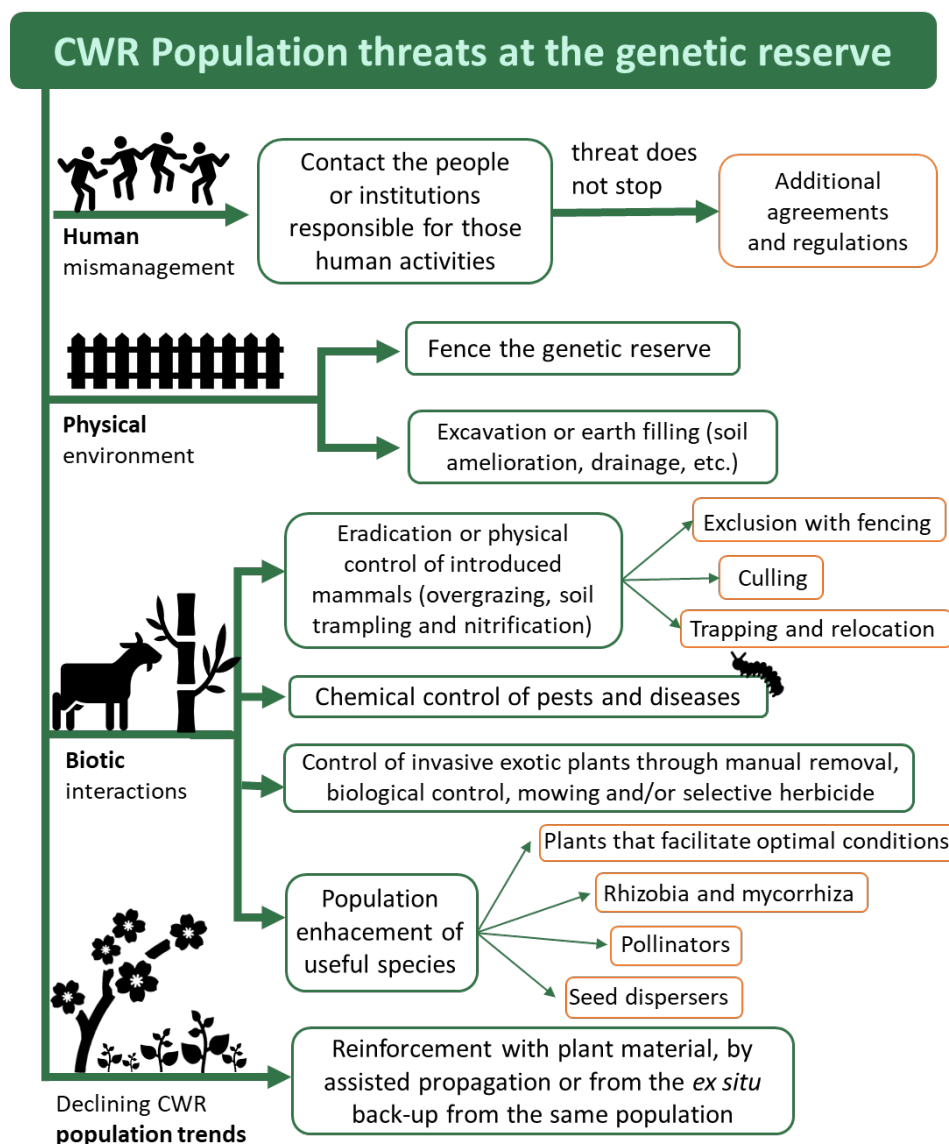 CWR Population threats at the genetic reserve
Human
mismanagement
Contact the people
or institutions
responsible for those
human activities
threat does
not stop
Additional
agreements
and regulations
Physical
environment
Fence the genetic reserve
Excavation or earth filling (soil
amelioration, drainage, etc.)
Biotic
interactions
Eradication or physical
control of introduced
mammals (overgrazing, soil
trampling and nitrification)
Exclusion with fencing
Culling
Trapping and relocation
Chemical control of pests and diseases
Control of invasive exotic plants through manual removal,
biological control, mowing and/or selective herbicide
Population
enhacement of
useful species
Plants that facilitate optimal conditions
Rhizobia and mycorrhiza
Pollinators
Seed dispersers
Declining CWR
population trends
Reinforcement with plant material, by
assisted propagation or from the ex situ
back-up from the same population